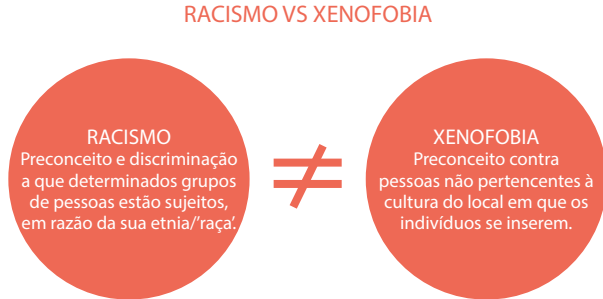 RACISMO VS XENOFOBIA
RACISMO
Preconceito e discriminação
a que determinados grupos
de pessoas estão sujeitos,
em razão da sua etnia/‘raça’.
≠
XENOFOBIA
Preconceito contra
pessoas não pertencentes à
cultura do local em que os
indivíduos se inserem.